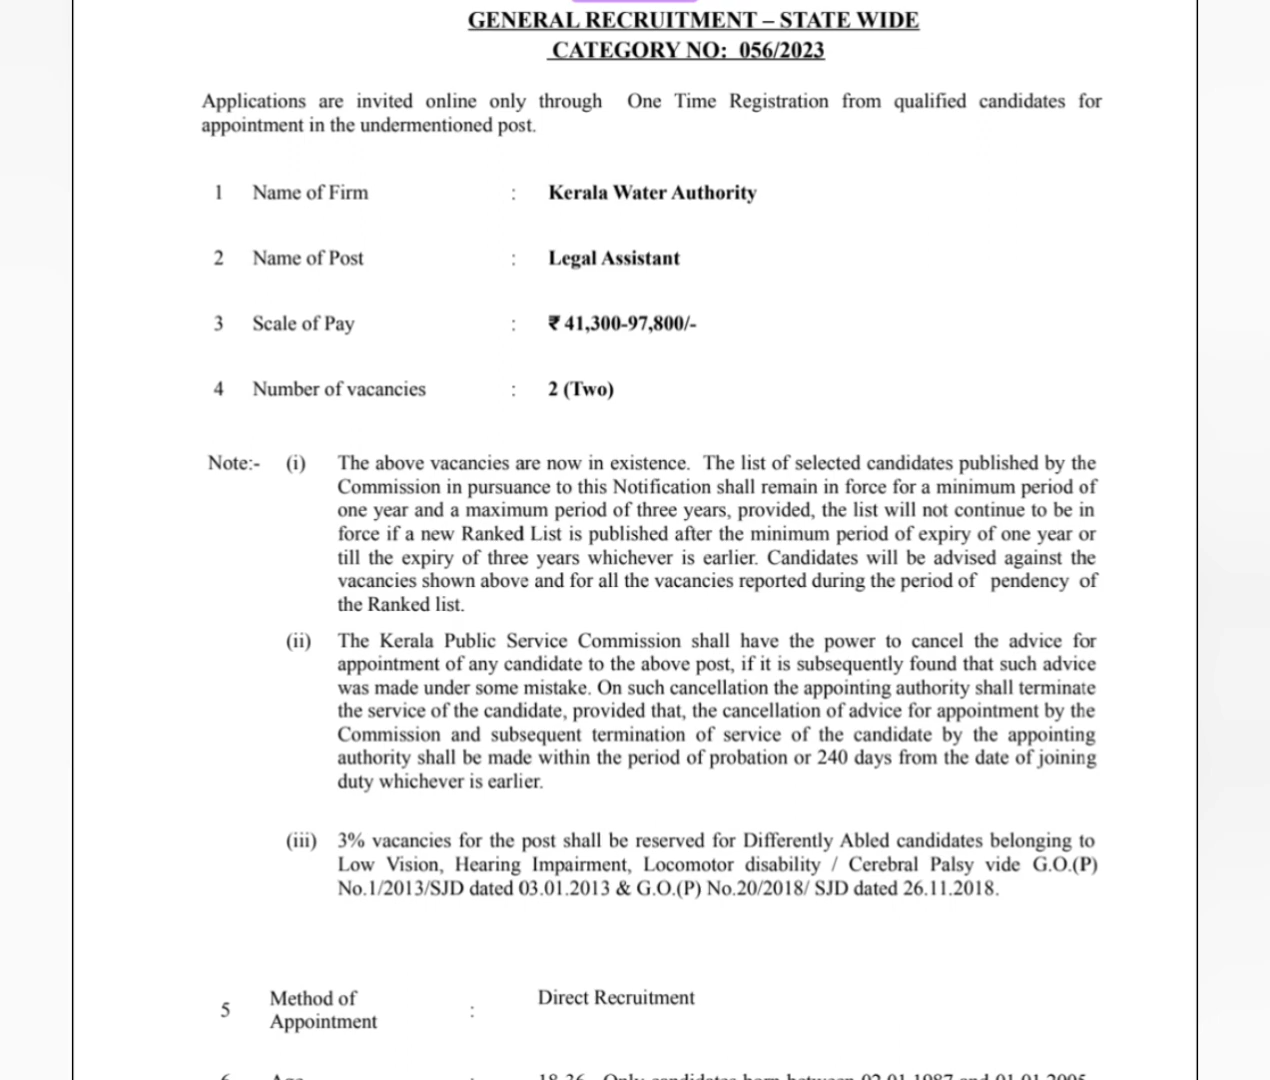 GENERAL RECRUITMENT – STATE WIDE
CATEGORY NO: 056/2023
Applications are invited online only through One Time Registration from qualified candidates for
appointment in the undermentioned post.
1 Name of Firm : Kerala Water Authority
2 Name of Post : Legal Assistant
3 Scale of Pay : ₹ 41,300-97,800/-
4 Number of vacancies : 2 (Two)
Note:- (i) The above vacancies are now in existence. The list of selected candidates published by the
Commission in pursuance to this Notification shall remain in force for a minimum period of
one year and a maximum period of three years, provided, the list will not continue to be in
force if a new Ranked List is published after the minimum period of expiry of one year or
till the expiry of three years whichever is earlier. Candidates will be advised against the
vacancies shown above and for all the vacancies reported during the period of pendency of
the Ranked list.
(ii) The Kerala Public Service Commission shall have the power to cancel the advice for
appointment of any candidate to the above post, if it is subsequently found that such advice
was made under some mistake. On such cancellation the appointing authority shall terminate
the service of the candidate, provided that, the cancellation of advice for appointment by the
Commission and subsequent termination of service of the candidate by the appointing
authority shall be made within the period of probation or 240 days from the date of joining
duty whichever is earlier.
(iii) 3% vacancies for the post shall be reserved for Differently Abled candidates belonging to
Low Vision, Hearing Impairment, Locomotor disability / Cerebral Palsy vide G.O.(P)
No.1/2013/SJD dated 03.01.2013 & G.O.(P) No.20/2018/ SJD dated 26.11.2018.
5 Method of : Direct Recruitment
Appointment